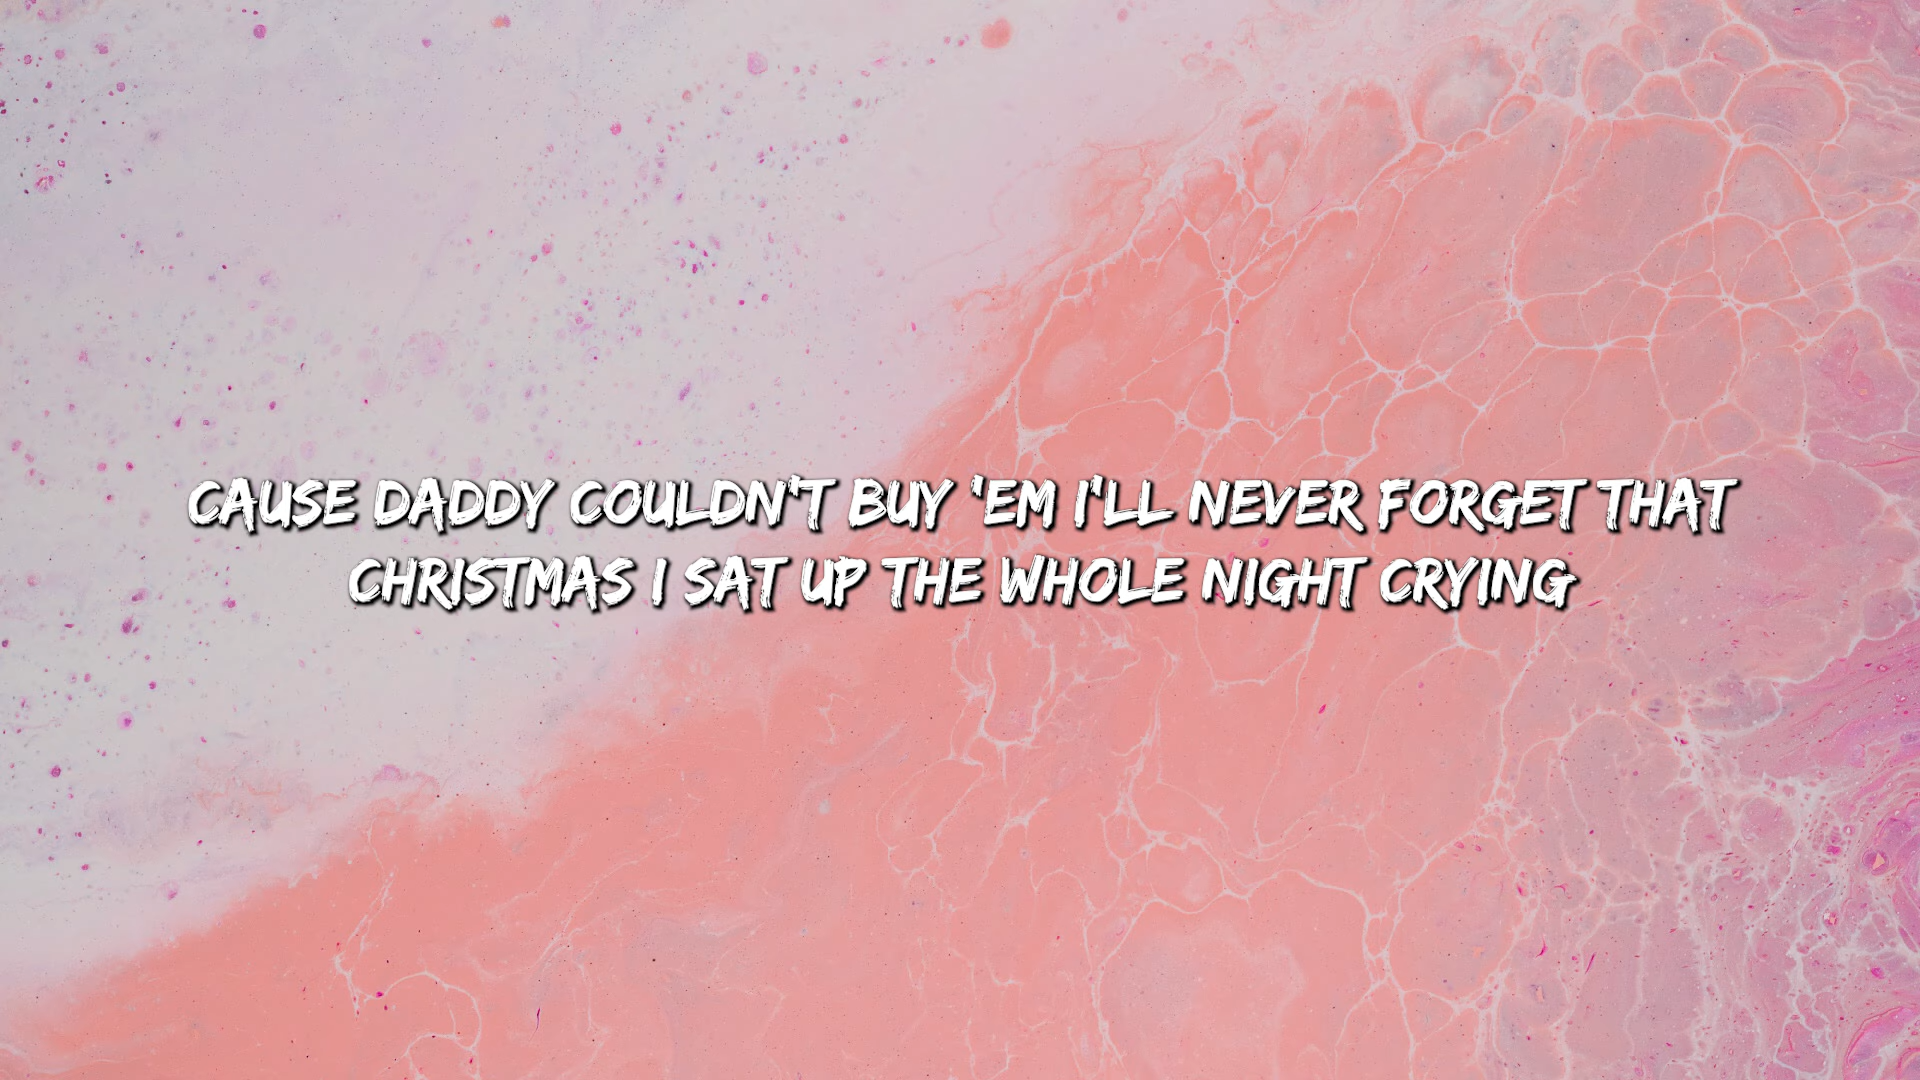 CAUSE DADDY COULDN'T BUY 'EM I'LL NEVER FORGET THAT
CHRISTMAS I SAT UP THE WHOLE NIGHT CRYING